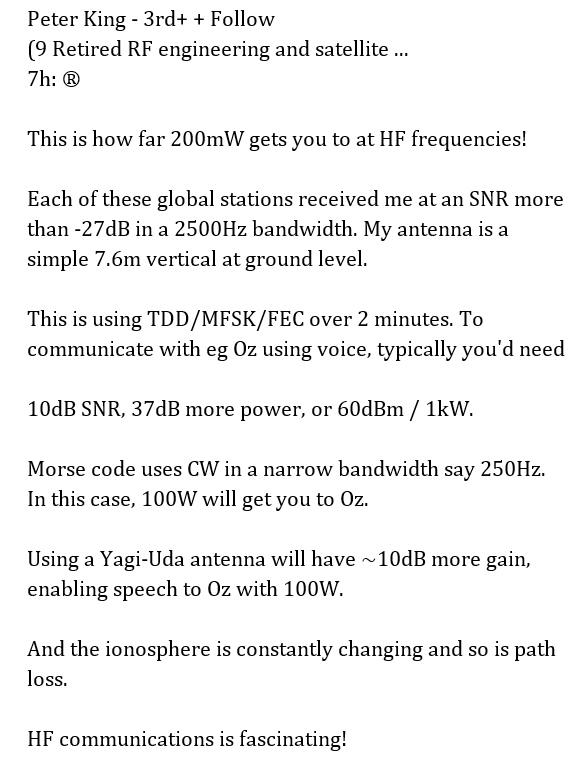 Peter King - 3rd+ + Follow
(9 Retired RF engineering and satellite ...
7h: ®
This is how far 200mW gets you to at HF frequencies!
Each of these global stations received me at an SNR more
than -27dB in a 2500Hz bandwidth. My antenna is a
simple 7.6m vertical at ground level.
This is using TDD/MFSK/FEC over 2 minutes. To
communicate with eg Oz using voice, typically you'd need
10dB SNR, 37dB more power, or 60dBm / 1kW.
Morse code uses CW in a narrow bandwidth say 250Hz.
In this case, 100W will get you to Oz.
Using a Yagi-Uda antenna will have ~10dB more gain,
enabling speech to Oz with 100W.
And the ionosphere is constantly changing and so is path
loss.
HF communications is fascinating!